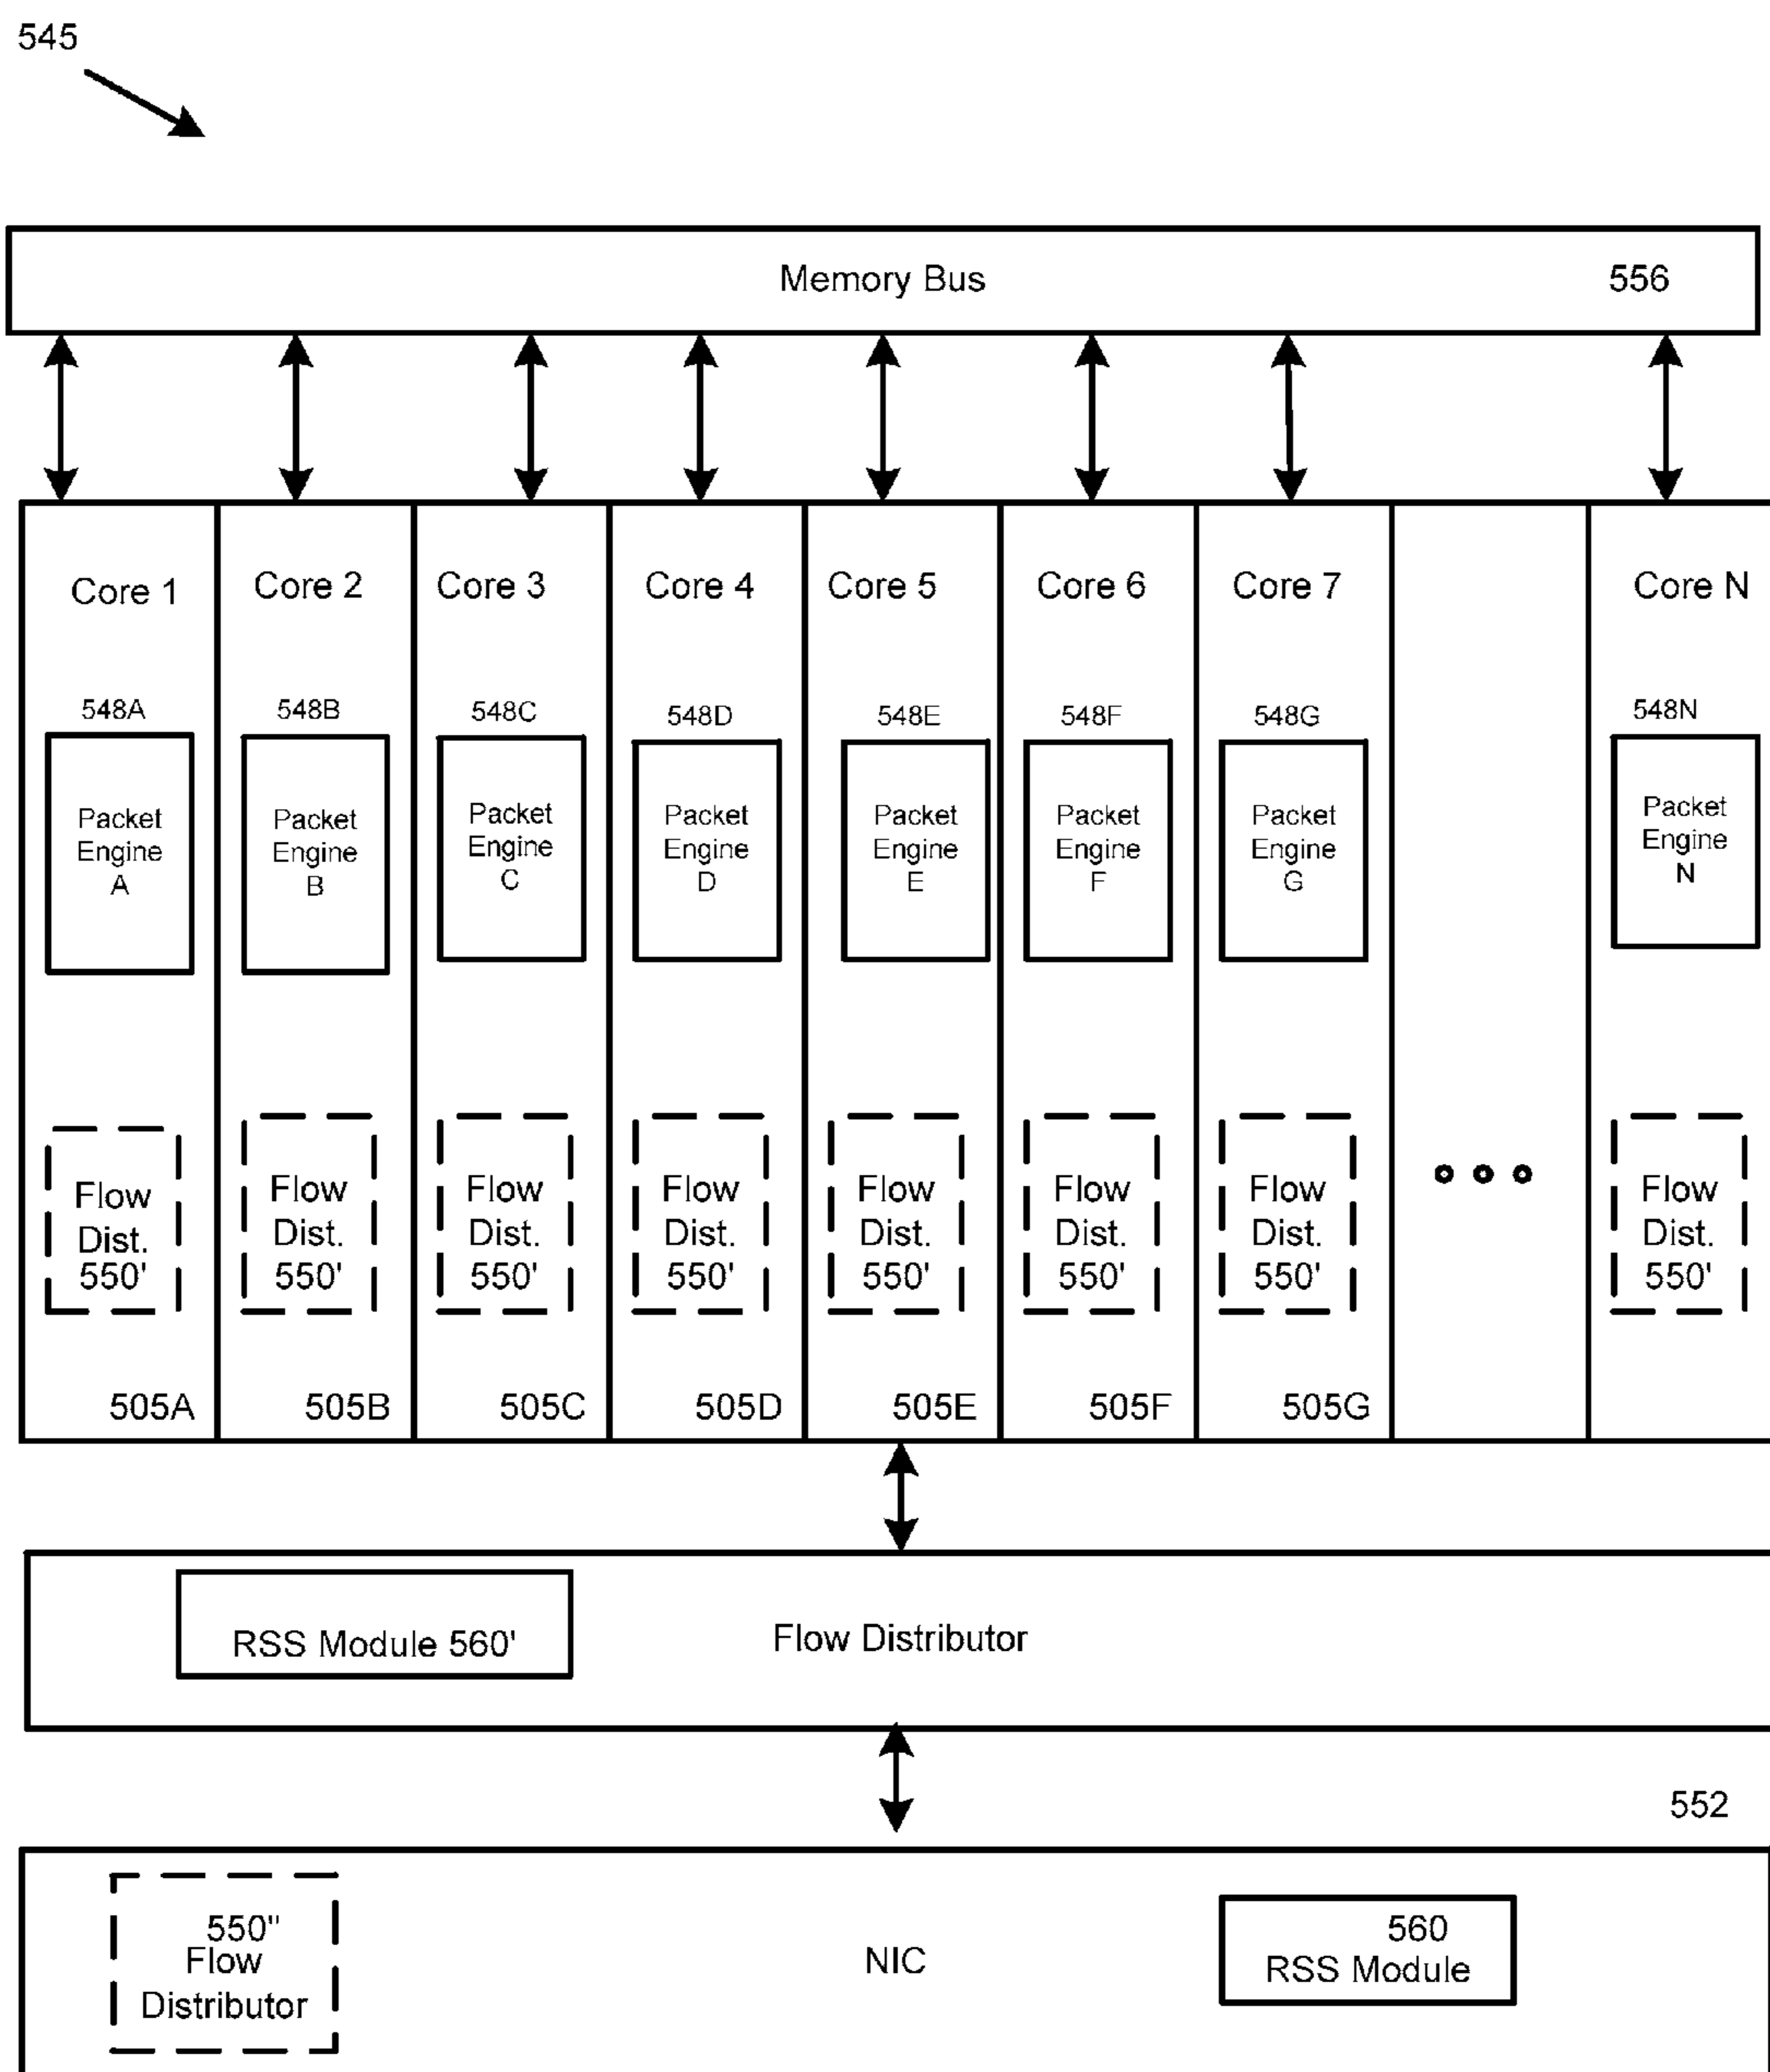 545
Memory Bus 556
Core 1 Core 2 Core 3 Core 4 Core 5 Core 6 Core 7 Core N
548A 548B 548C 548D 548E 548F 548G 548N
Packet
Engine
A
Packet
Engine
B
Packet
Engine
C
Packet
Engine
D
Packet
Engine
E
Packet
Engine
F
Packet
Engine
G
Packet
Engine
N
Flow
Dist.
550'
Flow
Dist.
550'
Flow
Dist.
550'
Flow
Dist.
550'
Flow
Dist.
550'
Flow
Dist.
550'
Flow
Dist.
550'
Flow
Dist.
550'
505A 505B 505C 505D 505E 505F 505G
RSS Module 560' Flow Distributor
552
550"
Flow
Distributor
NIC
560
RSS Module